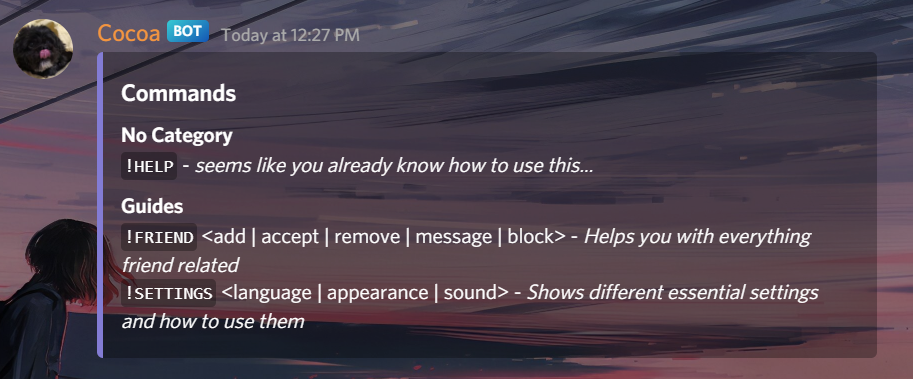 Cocoa BOT Today at 12:27 PM
Commands
No Category
!HELP - seems like you already know how to use this...
Guides
!FRIEND <add | accept | remove | message | block> - Helps you with everything
friend related
!SETTINGS <language | appearance | sound> - Shows different essential settings
and how to use them